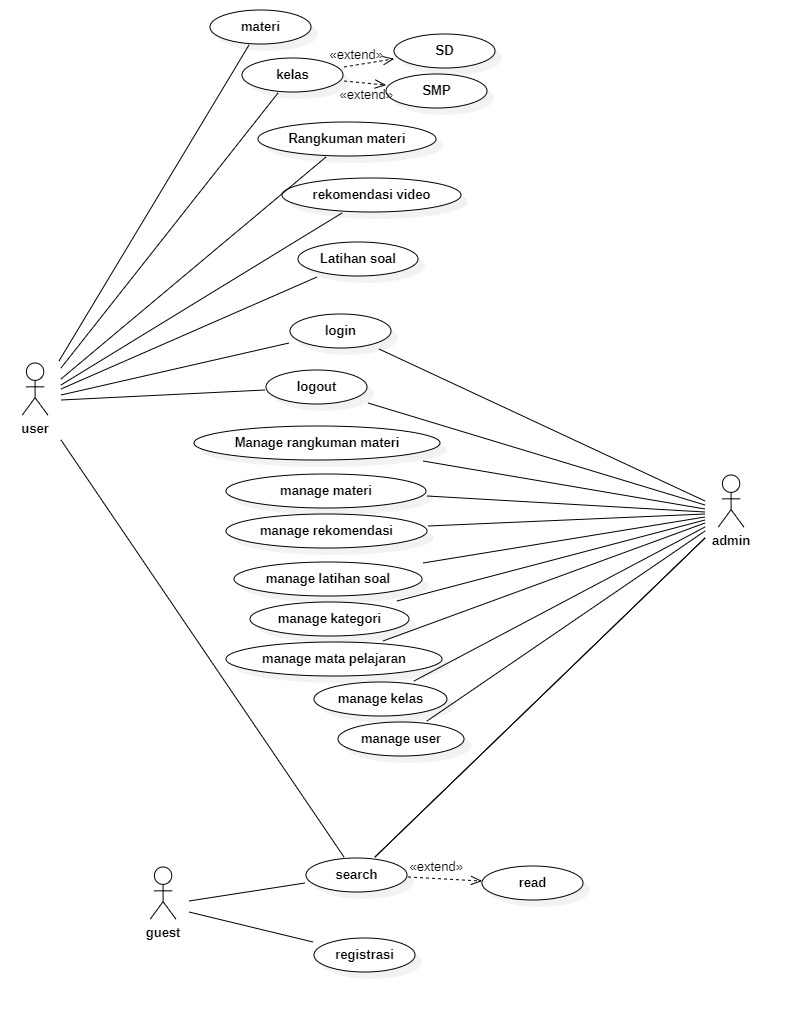 materi
«extend»
SD
kelas
«extend»
SMP
Rangkuman materi
rekomendasi video
Latihan soal
login
logout
user
Manage rangkuman materi
manage materi
manage rekomendasi
admin
manage latihan soal
manage kategori
manage mata pelajaran
manage kelas
manage user
search
«extend»
read
guest
registrasi